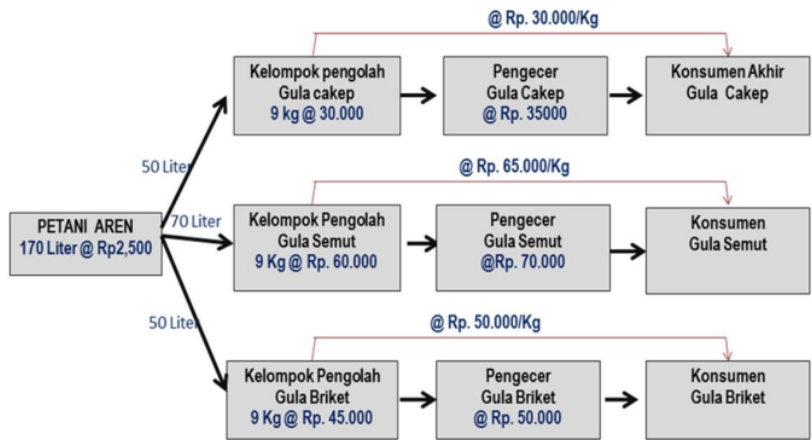 @ Rp. 30.000/Kg
Kelompok pengolah
Gula cakep
9 kg @ 30.000
Pengecer
Gula Cakep
@ Rp. 35000
Konsumen Akhir
Gula Cakep
50 Liter
@ Rp. 65.000/Kg
PETANI AREN
170 Liter @ Rp2,500
70 Liter
Kelompok Pengolah
Gula Semut
9 Kg @ Rp. 60.000
Pengecer
Gula Semut
@Rp. 70.000
Konsumen
Gula Semut
50 Liter
@ Rp. 50.000/Kg
Kelompok Pengolah
Gula Briket
9 Kg @ Rp. 45.000
Pengecer
Gula Briket
@ Rp. 50.000
Konsumen
Gula Briket